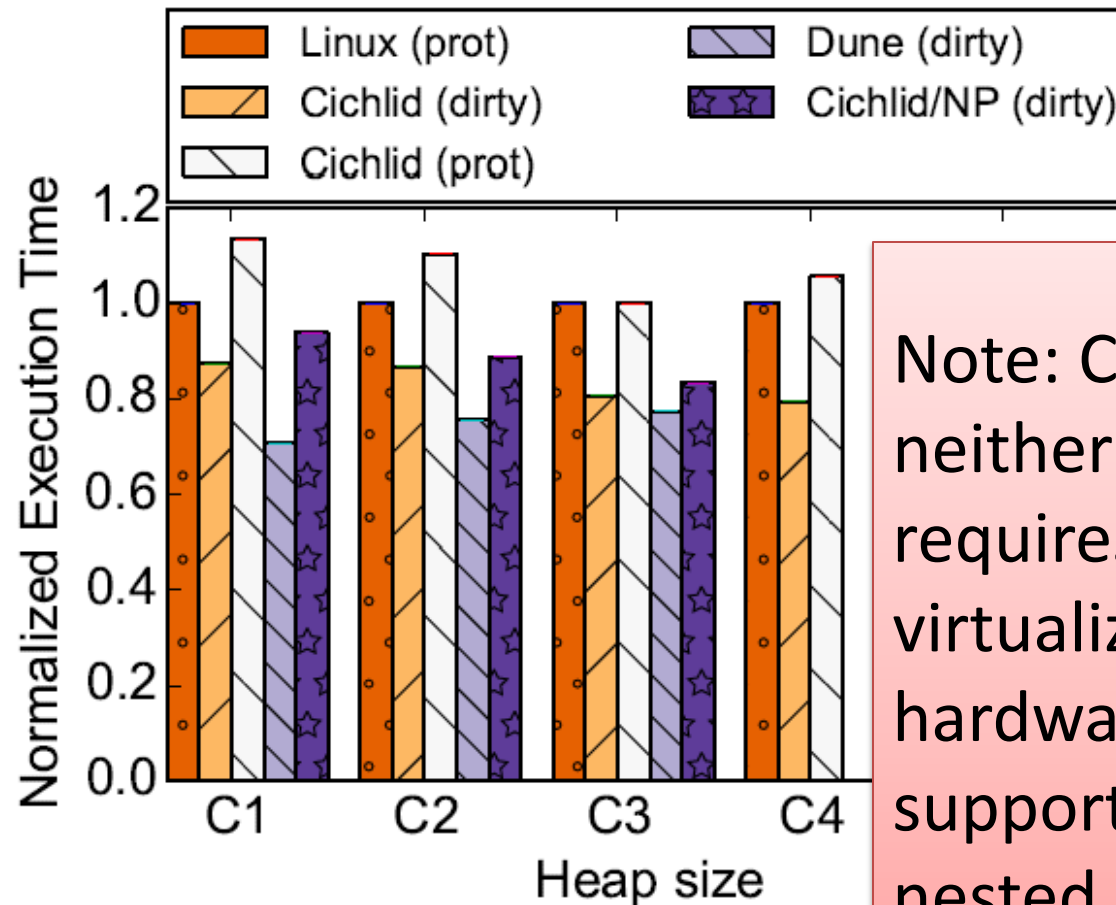 Linux (prot)
Cichlid (dirty)
Cichlid (prot)
Dune (dirty)
Cichlid/NP (dirty)
Normalized Execution Time
1.2
1.0
0.8
0.6
0.4
0.2
0.0
C1 C2 C3 C4
Heap size
Note: C
neither
require
virtualiz
hardwa
support
nested